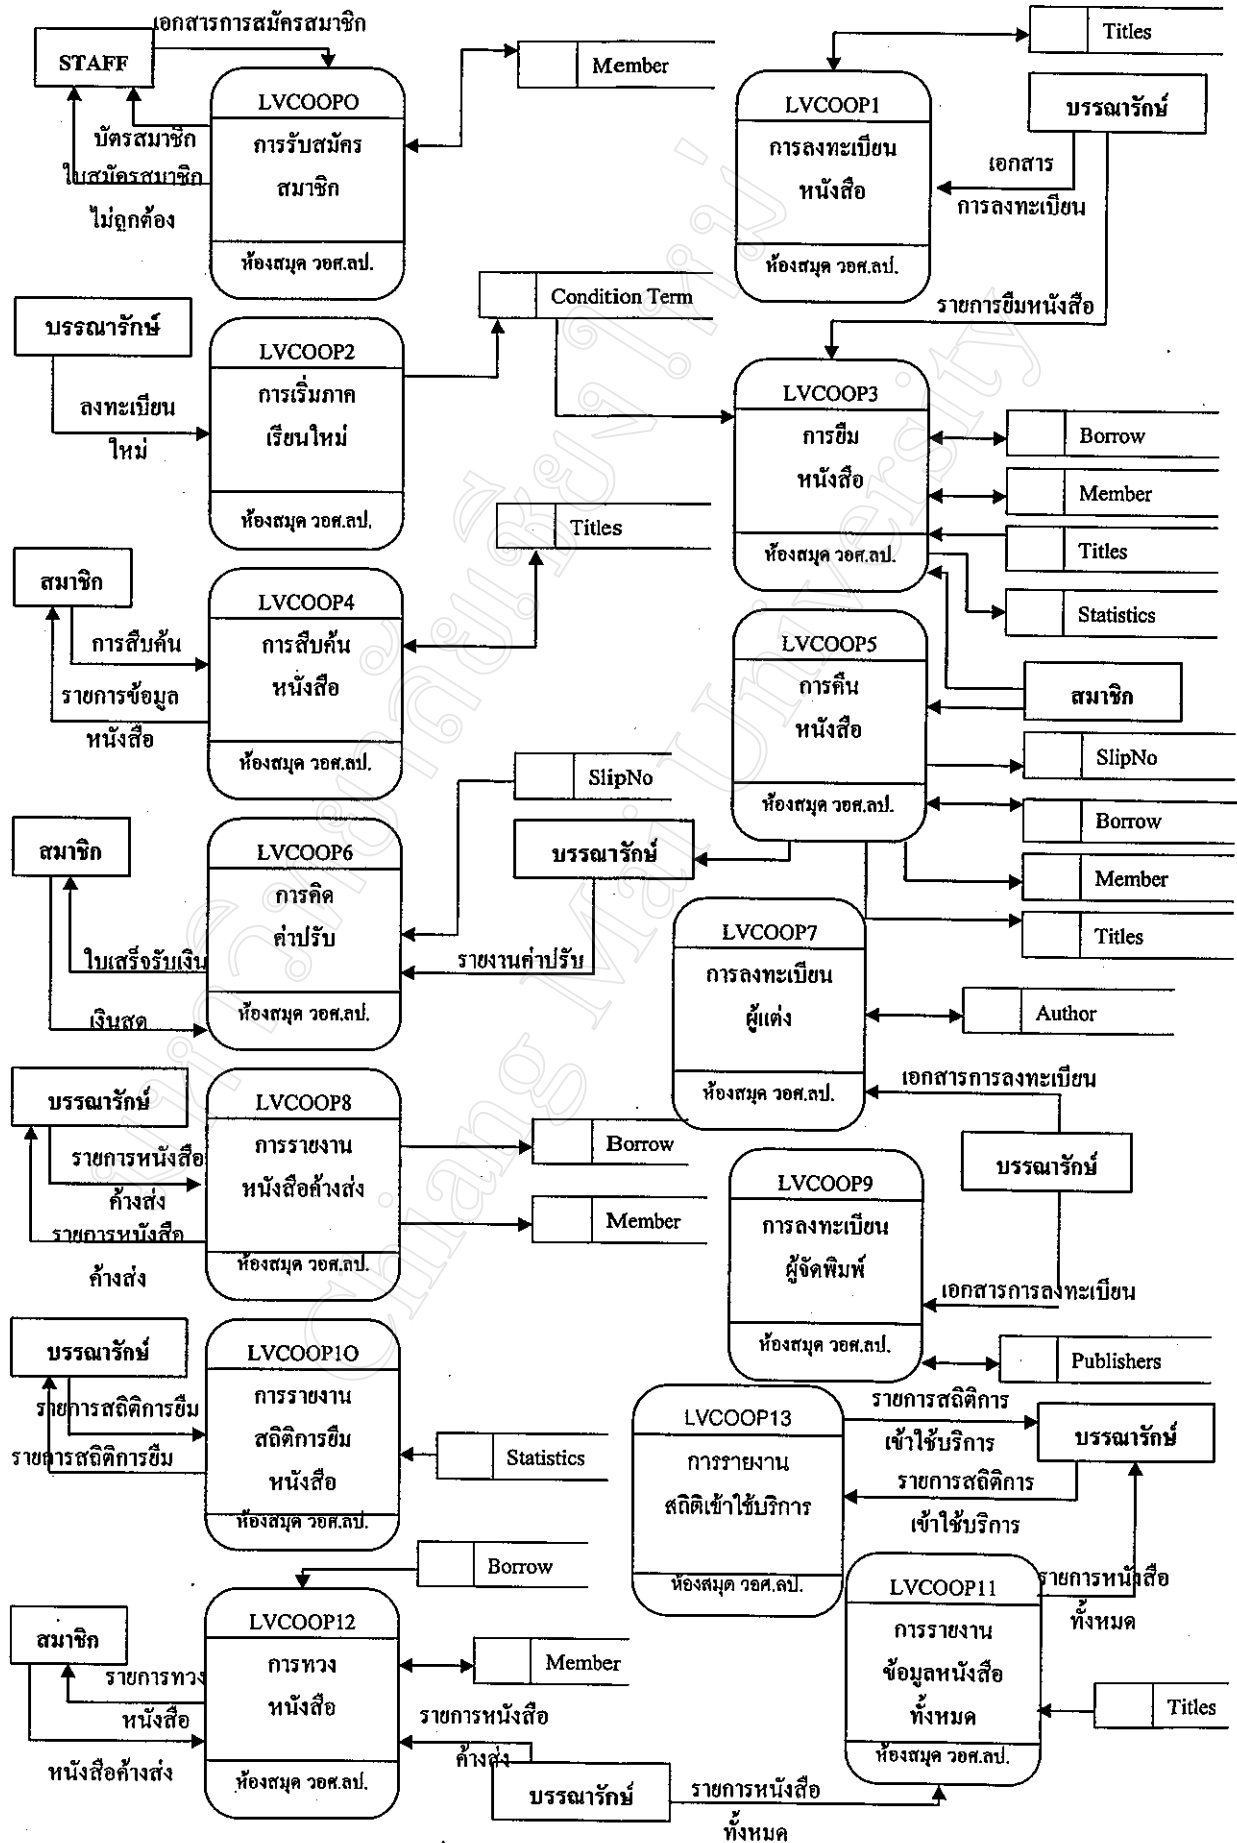 เอกสารการสมัครสมาชิก
STAFF
บัตรสมาชิก
ใบสมัครสมาชิก
ไม่ถูกต้อง
LVCOOPO
การรับสมัคร
สมาชิก
ห้องสมุด วอศ.ลป.
Member
Titles
LVCOOP1
การลงทะเบียน
หนังสือ
ห้องสมุด วอศ.ลป.
บรรณารักษ์
เอกสาร
การลงทะเบียน
รายการยืมหนังสือ
Condition Term
บรรณารักษ์
ลงทะเบียน
ใหม่
LVCOOP2
การเริ่มภาค
เรียนใหม่
ห้องสมุด วอศ.ลป.
LVCOOP3
การยืม
หนังสือ
ห้องสมุด วอศ.ลป.
Borrow
Member
Titles
Statistics
Titles
สมาชิก
การสืบค้น
รายการข้อมูล
หนังสือ
LVCOOP4
การสืบค้น
หนังสือ
ห้องสมุด วอศ.ลป.
LVCOOP5
การคืน
หนังสือ
ห้องสมุด วอศ.ลป.
สมาชิก
SlipNo
Borrow
Member
Titles
SlipNo
บรรณารักษ์
รายงานค่าปรับ
สมาชิก
ใบเสร็จรับเงิน
เงินสด
LVCOOP6
การคิด
ค่าปรับ
ห้องสมุด วอศ.ลป.
LVCOOP7
การลงทะเบียน
ผู้แต่ง
ห้องสมุด วอศ.ลป.
Author
เอกสารการลงทะเบียน
บรรณารักษ์
บรรณารักษ์
รายการหนังสือ
ค้างส่ง
รายการหนังสือ
ค้างส่ง
LVCOOP8
การรายงาน
หนังสือค้างส่ง
ห้องสมุด วอศ.ลป.
Borrow
Member
LVCOOP9
การลงทะเบียน
ผู้จัดพิมพ์
ห้องสมุด วอศ.ลป.
เอกสารการลงทะเบียน
Publishers
บรรณารักษ์
รายการสถิติการยืม
รายการสถิติการยืม
LVCOOP1O
การรายงาน
สถิติการยืม
หนังสือ
ห้องสมุด วอศ.ลป.
Statistics
LVCOOP13
การรายงาน
สถิติเข้าใช้บริการ
ห้องสมุด วอศ.ลป.
รายการสถิติการ
เข้าใช้บริการ
รายการสถิติการ
เข้าใช้บริการ
บรรณารักษ์
Borrow
สมาชิก
รายการทวง
หนังสือ
หนังสือค้างส่ง
LVCOOP12
การทวง
หนังสือ
ห้องสมุด วอศ.ลป.
Member
รายการหนังสือ
ค้างส่ง
บรรณารักษ์
รายการหนังสือ
ทั้งหมด
LVCOOP11
การรายงาน
ข้อมูลหนังสือ
ทั้งหมด
ห้องสมุด วอศ.ลป.
รายการหนังสือ
ทั้งหมด
Titles
มหาวิทยาลัยเชียงใหม่
Chiang Mai University